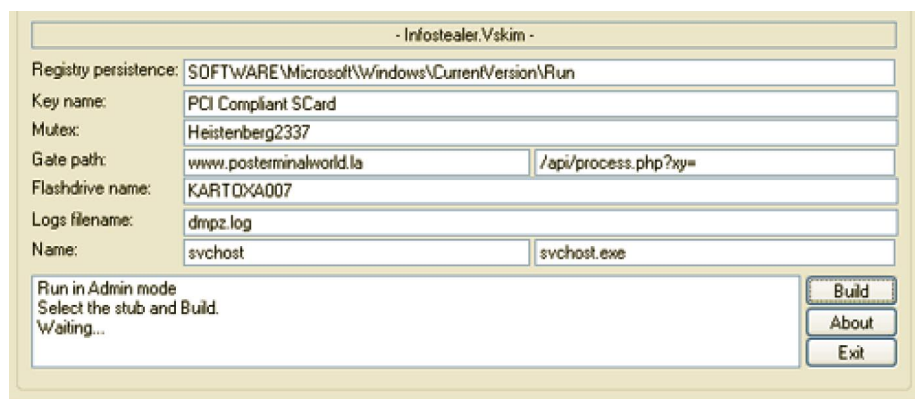 - Infostealer.Vskim -
Registry persistence: SOFTWARE\Microsoft\Windows\CurrentVersion\Run
Key name: PCI Compliant SCard
Mutex: Heistenberg2337
Gate path: www.posterminalworld.la /api/process.php?xy=
Flashdrive name: KARTOXA007
Logs filename: dmpz.log
Name: svchost svchost.exe
Run in Admin mode
Select the stub and Build.
Waiting...
Build
About
Exit